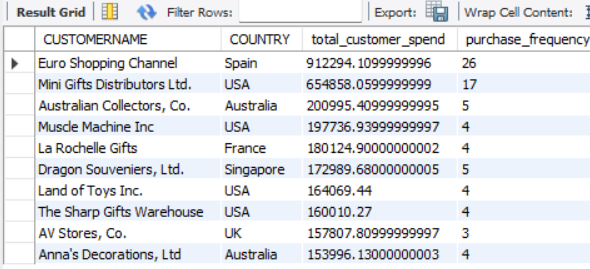 Result Grid Filter Rows: Export: Wrap Cell Content:
CUSTOMERNAME COUNTRY total_customer_spend purchase_frequency
Euro Shopping Channel Spain 912294.1099999996 26
Mini Gifts Distributors Ltd. USA 654858.0599999999 17
Australian Collectors, Co. Australia 200995.40999999995 5
Muscle Machine Inc USA 197736.93999999997 4
La Rochelle Gifts France 180124.90000000002 4
Dragon Souveniers, Ltd. Singapore 172989.68000000005 5
Land of Toys Inc. USA 164069.44 4
The Sharp Gifts Warehouse USA 160010.27 4
AV Stores, Co. UK 157807.80999999997 3
Anna's Decorations, Ltd Australia 153996.13000000003 4